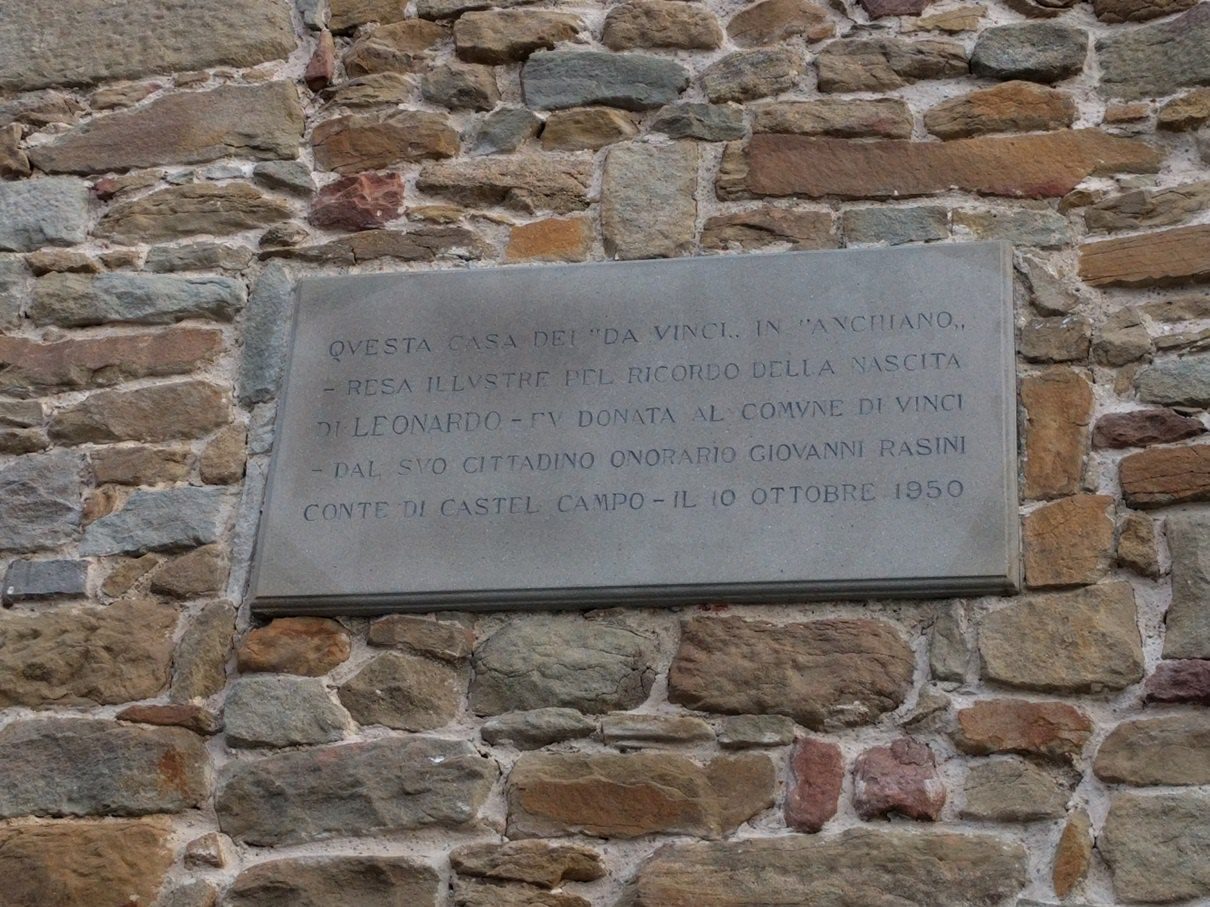 QVESTA CASA DEI "DA VINCI„ IN "ANCHIANO„
- RESA ILLVSTRE PEL RICORDO DELLA NASCITA
DI LEONARDO - FV DONATA AL COMVNE DI VINCI
- DAL SVO CITTADINO ONORARIO GIOVANNI RASINI
CONTE DI CASTEL CAMPO - IL 10 OTTOBRE 1950